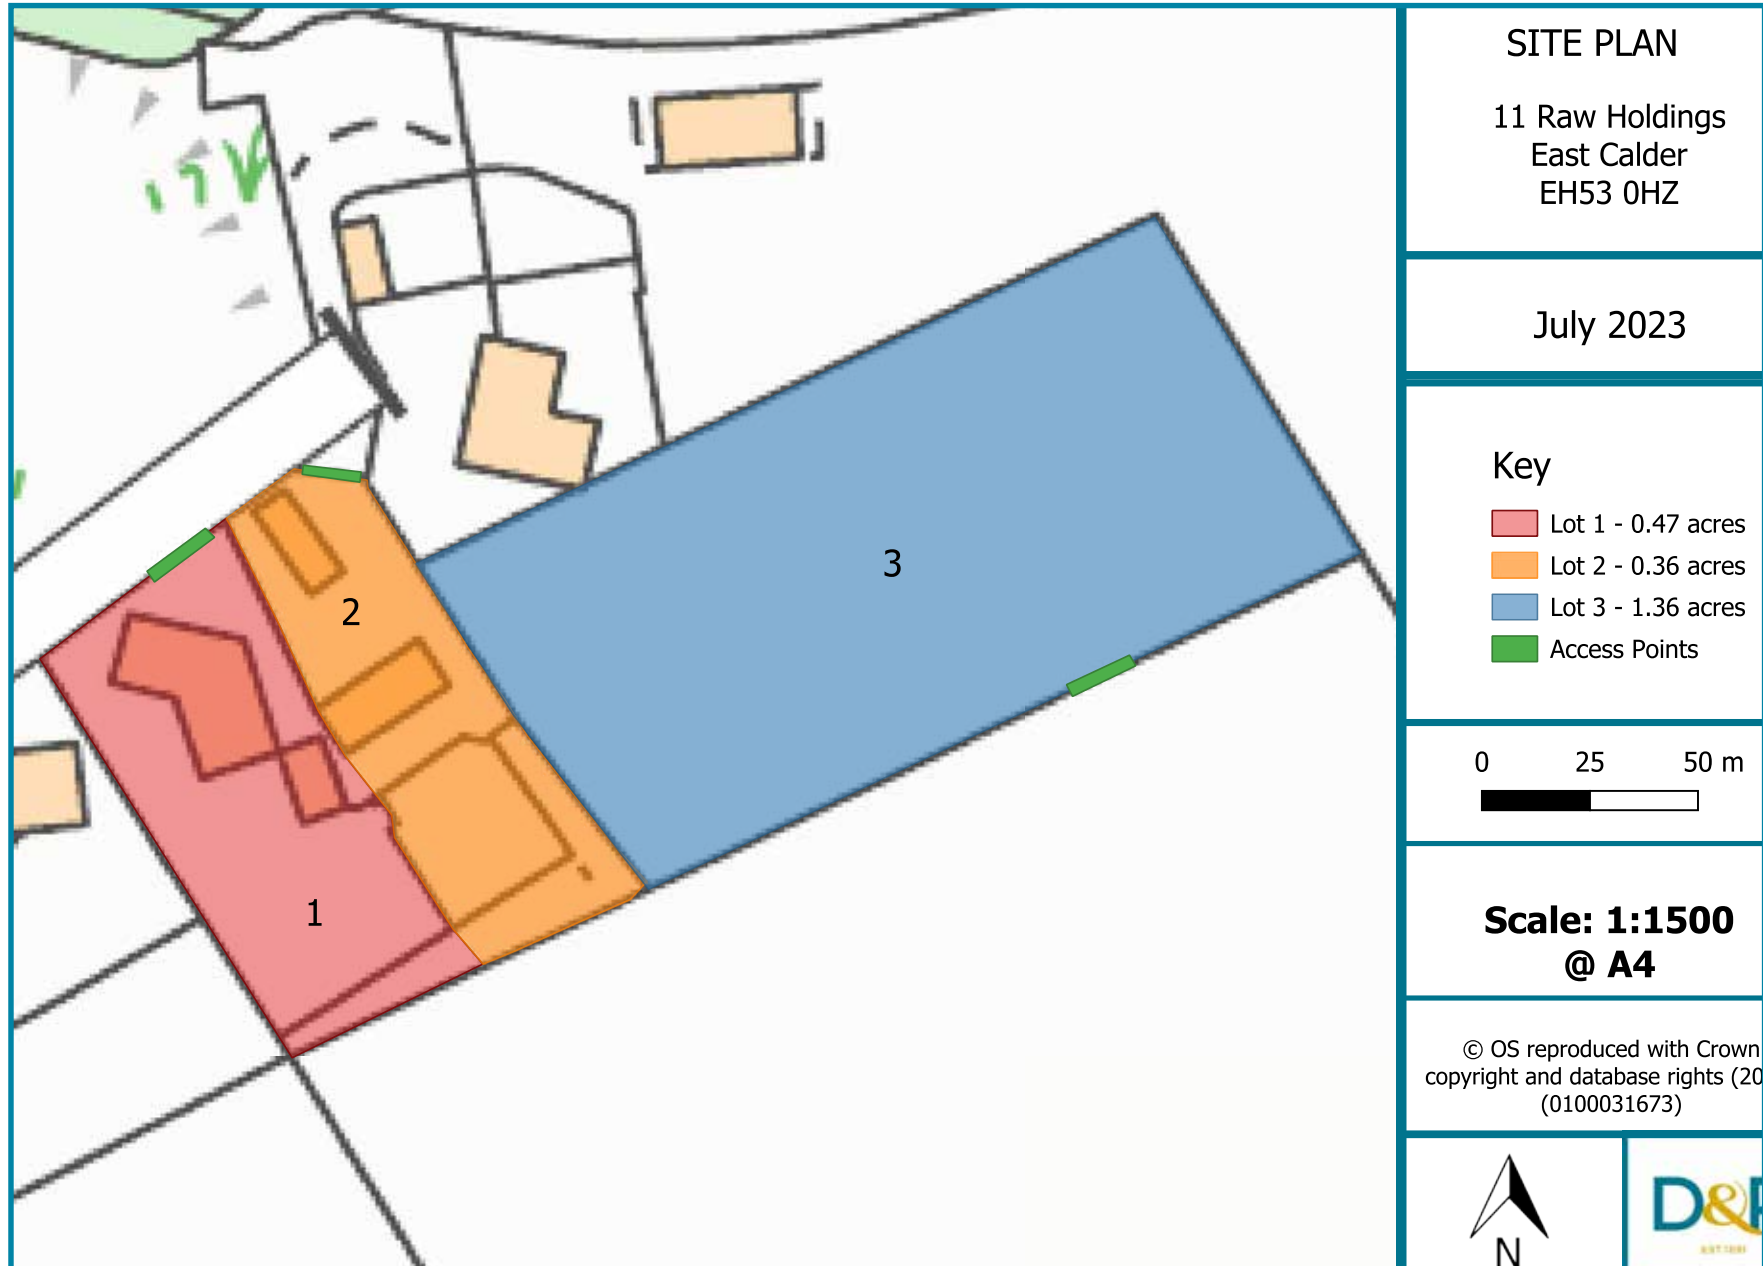 SITE PLAN
11 Raw Holdings
East Calder
EH53 0HZ
July 2023
Key
Lot 1 - 0.47 acres
Lot 2 - 0.36 acres
Lot 3 - 1.36 acres
Access Points
0 25 50 m
Scale: 1:1500
@ A4
© OS reproduced with Crown
copyright and database rights (20
(0100031673)
N
D&
1
2
3